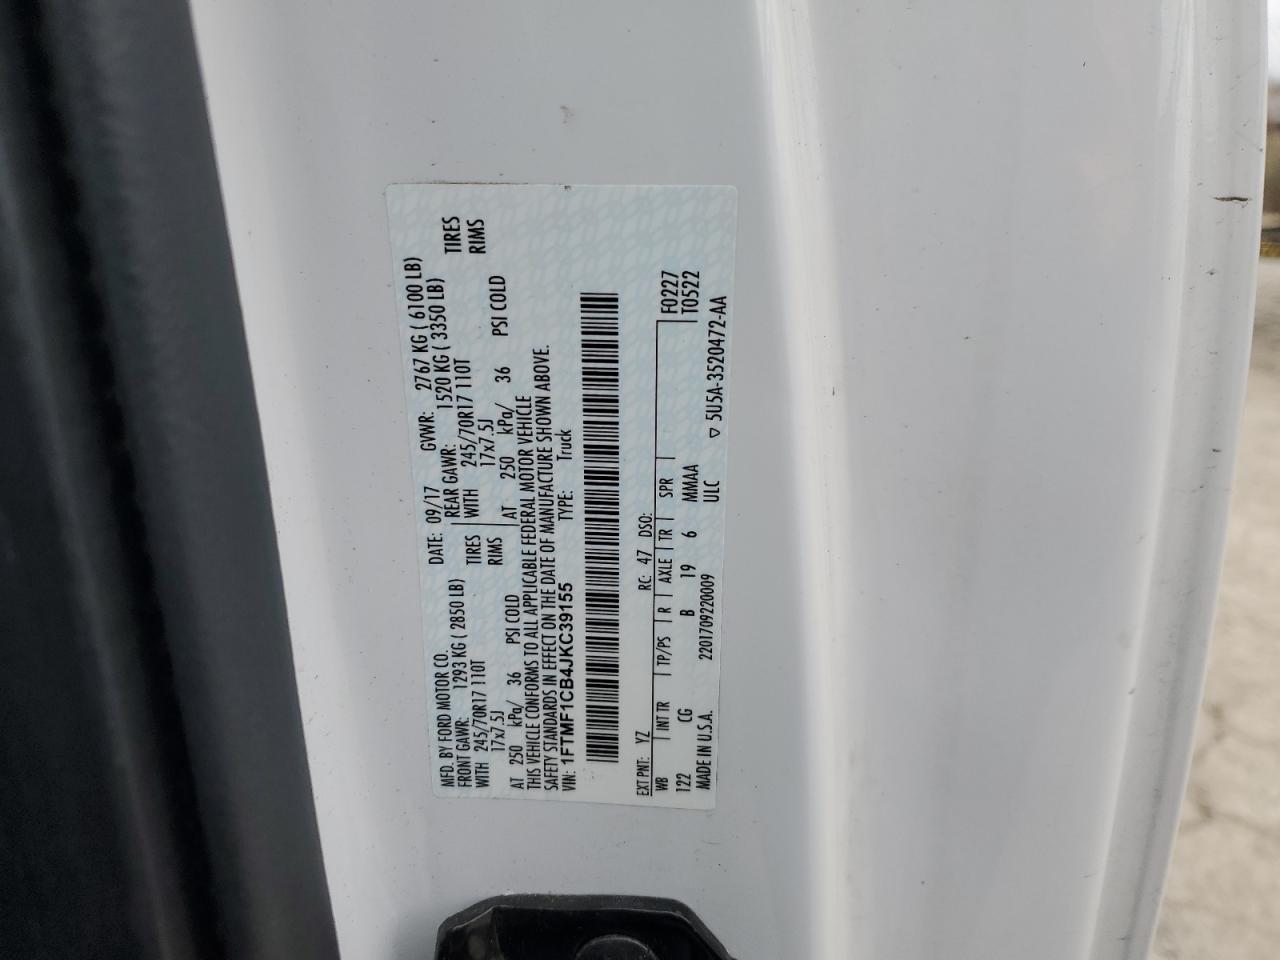 MFD. BY FORD MOTOR CO. DATE: 09/17 GVWR: 2767 KG ( 6100 LB)
FRONT GAWR: 1293 KG ( 2850 LB) REAR GAWR: 1520 KG ( 3350 LB)
WITH 245/70R17 110T TIRES WITH 245/70R17 110T TIRES
17x7.5J RIMS 17x7.5J RIMS
AT 250 kPa/ 36 PSI COLD AT 250 kPa/ 36 PSI COLD
THIS VEHICLE CONFORMS TO ALL APPLICABLE FEDERAL MOTOR VEHICLE
SAFETY STANDARDS IN EFFECT ON THE DATE OF MANUFACTURE SHOWN ABOVE.
VIN: 1FTMF1CB4JKC39155 TYPE: Truck
EXT PNT: YZ RC: 47 DSO: F0227
WB INT TR TP/PS R AXLE TR SPR T0522
122 CG B 19 6 MMAA
MADE IN U.S.A. 2201709220009 ULC ▽ 5U5A-3520472-AA